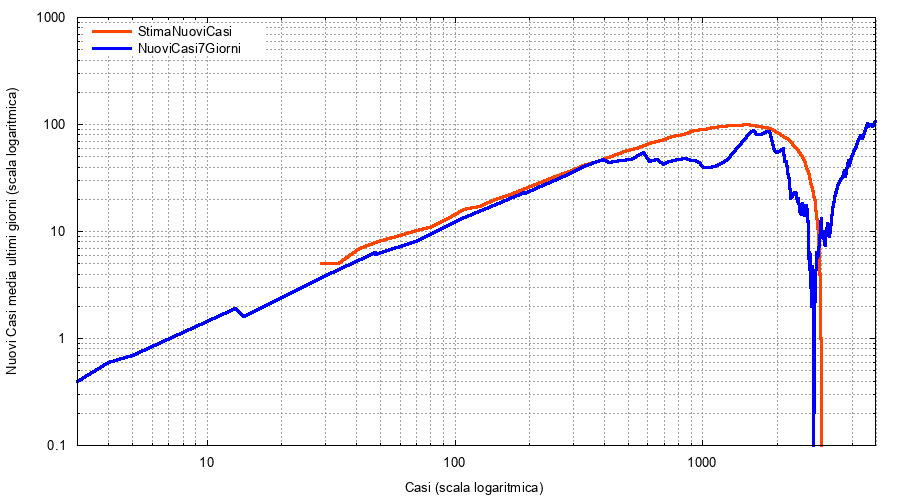 1000
StimaNuoviCasi
NuoviCasi7Giorni
100
10
1
0.1
Nuovi Casi media ultimi giorni (scala logaritmica)
10
100
1000
Casi (scala logaritmica)